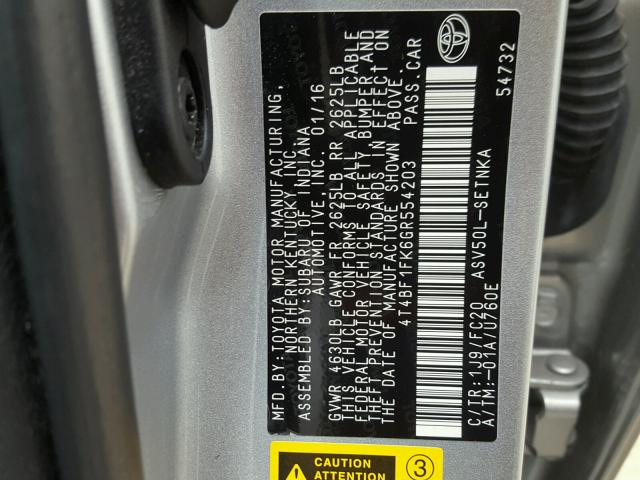 MFD. BY: TOYOTA MOTOR MANUFACTURING,
NORTHERN KENTUCKY, INC.
ASSEMBLED BY: SUBARU OF INDIANA
AUTOMOTIVE, INC. 01/16
GVWR 4630LB GAWR FR 2625LB RR 2625LB
THIS VEHICLE CONFORMS TO ALL APPLICABLE
FEDERAL MOTOR VEHICLE SAFETY, BUMPER AND
THEFT PREVENTION STANDARDS IN EFFECT ON
THE DATE OF MANUFACTURE SHOWN ABOVE.
4T4BF1FK6GR554203 PASS. CAR
C/TR: 1J9/FC20 ASV50L-SETNKA
A/TM: -01A/U760E
54732
CAUTION
ATTENTION
3